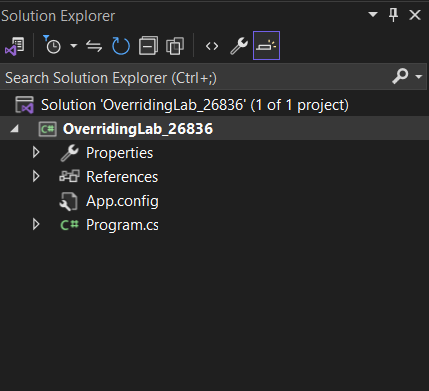 Solution Explorer
Search Solution Explorer (Ctrl+;)
Solution 'OverridingLab_26836' (1 of 1 project)
C# OverridingLab_26836
Properties
References
App.config
C# Program.cs